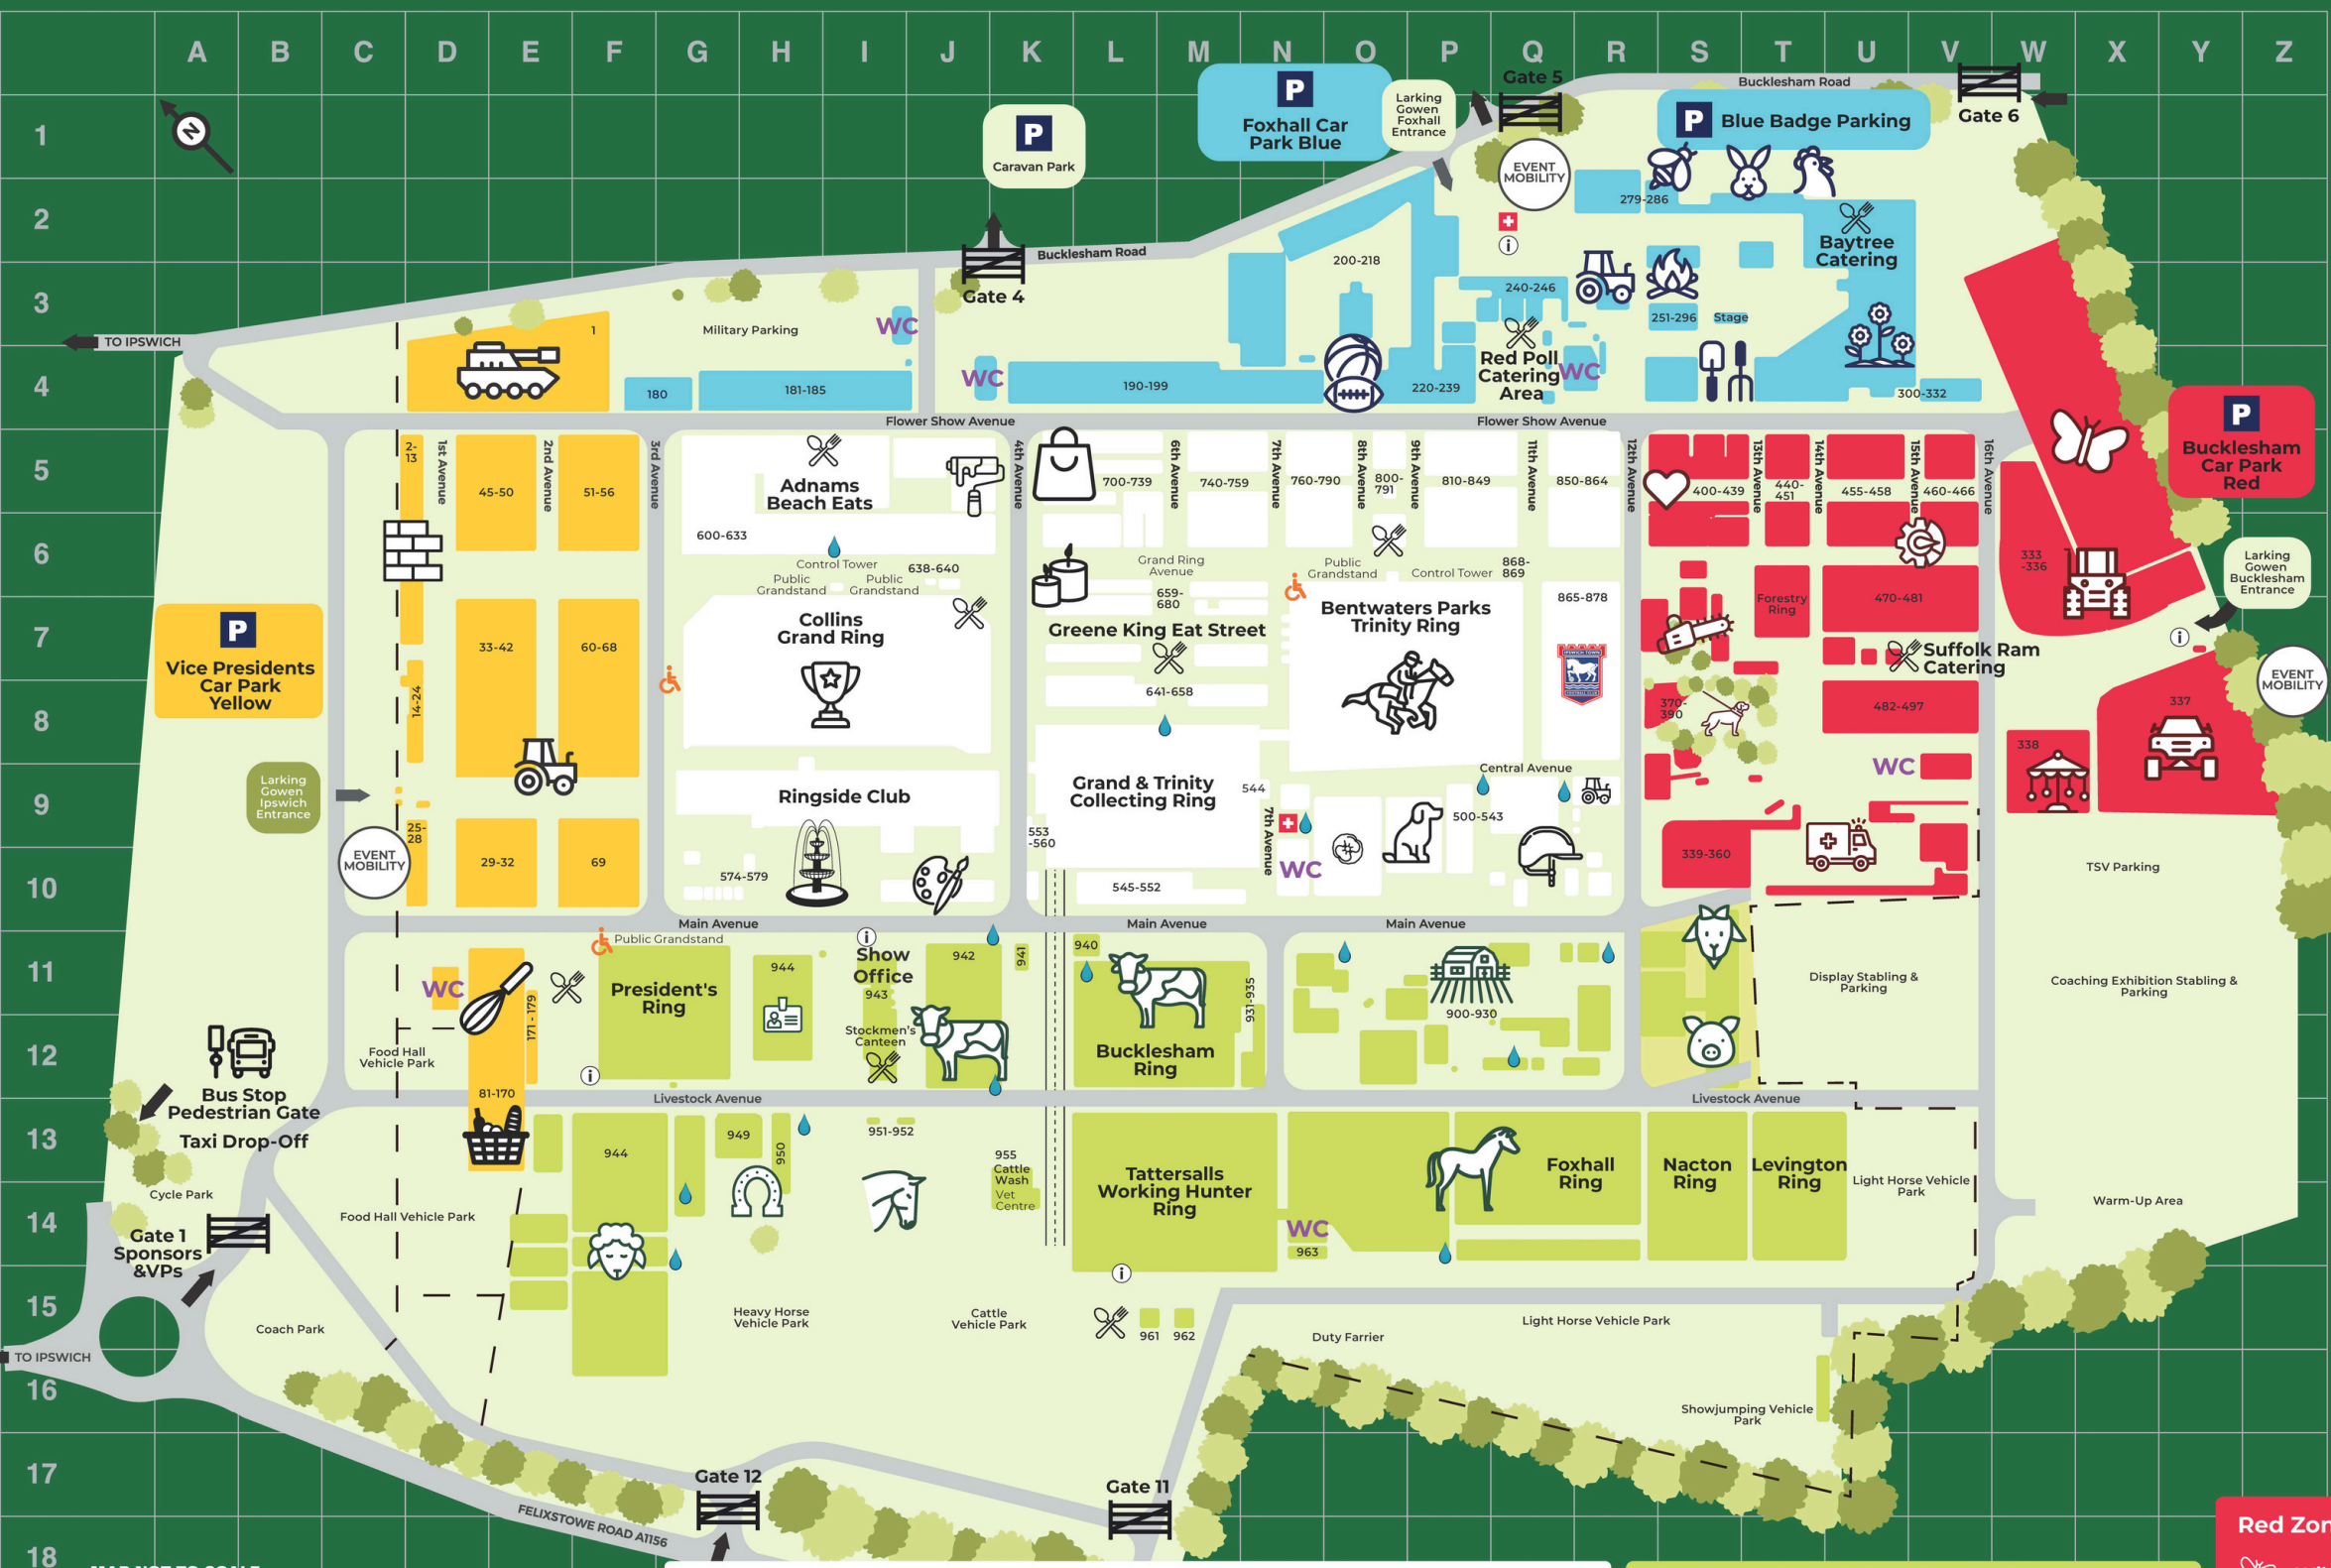 A B C D E F G H I J K L M N O P Q R S T U V W X Y Z
1
2
3
4
5
6
7
8
9
10
11
12
13
14
15
16
17
18
N
P
Caravan Park
P
Foxhall Car
Park Blue
Larking
Gowen
Foxhall
Entrance
Gate 5
Bucklesham Road
Gate 6
P Blue Badge Parking
EVENT
MOBILITY
279-286
Baytree
Catering
Bucklesham Road
Gate 4
200-218
240-246
251-296
Stage
TO IPSWICH
1
Military Parking
WC
WC
180
181-185
190-199
220-239
Red Poll
Catering
Area
WC
300-332
Flower Show Avenue
Flower Show Avenue
P
Bucklesham
Car Park
Red
2-
13
1st Avenue
45-50
2nd Avenue
51-56
3rd Avenue
Adnams
Beach Eats
600-633
4th Avenue
700-739
6th Avenue
740-759
7th Avenue
760-790
8th Avenue
800-
791
9th Avenue
810-849
11th Avenue
850-864
12th Avenue
400-439
13th Avenue
440-
451
14th Avenue
455-458
15th Avenue
460-466
16th Avenue
Control Tower
638-640
Public
Grandstand
Public
Grandstand
Grand Ring
Avenue
Public
Grandstand
Control Tower
868-
869
333
-336
Larking
Gowen
Bucklesham
Entrance
659-
680
865-878
Forestry
Ring
470-481
P
Vice Presidents
Car Park
Yellow
33-42
60-68
Collins
Grand Ring
Greene King Eat Street
Bentwaters Parks
Trinity Ring
IPSWICH TOWN
FOOTBALL CLUB
Suffolk Ram
Catering
EVENT
MOBILITY
14-24
641-658
370-
390
482-497
337
338
WC
Larking
Gowen
Ipswich
Entrance
Ringside Club
Grand & Trinity
Collecting Ring
544
7th Avenue
Central Avenue
500-543
553
-560
EVENT
MOBILITY
25-
28
29-32
69
574-579
545-552
WC
339-360
TSV Parking
Main Avenue
Main Avenue
Main Avenue
Public Grandstand
WC
171 - 179
President's
Ring
944
Show
Office
943
942
941
940
931-935
900-930
Display Stabling &
Parking
Coaching Exhibition Stabling &
Parking
Stockmen's
Canteen
Bucklesham
Ring
Food Hall
Vehicle Park
81-170
Bus Stop
Pedestrian Gate
Taxi Drop-Off
Livestock Avenue
Livestock Avenue
944
949
950
951-952
955
Cattle
Wash
Vet
Centre
Tattersalls
Working Hunter
Ring
Foxhall
Ring
Nacton
Ring
Levington
Ring
Light Horse Vehicle
Park
Warm-Up Area
Cycle Park
Food Hall Vehicle Park
Gate 1
Sponsors
&VPs
WC
963
Coach Park
Heavy Horse
Vehicle Park
Cattle
Vehicle Park
961
962
Duty Farrier
Light Horse Vehicle Park
TO IPSWICH
Showjumping Vehicle
Park
Gate 12
Gate 11
FELIXSTOWE ROAD A1156
Red Zon
MAP NOT TO SCALE